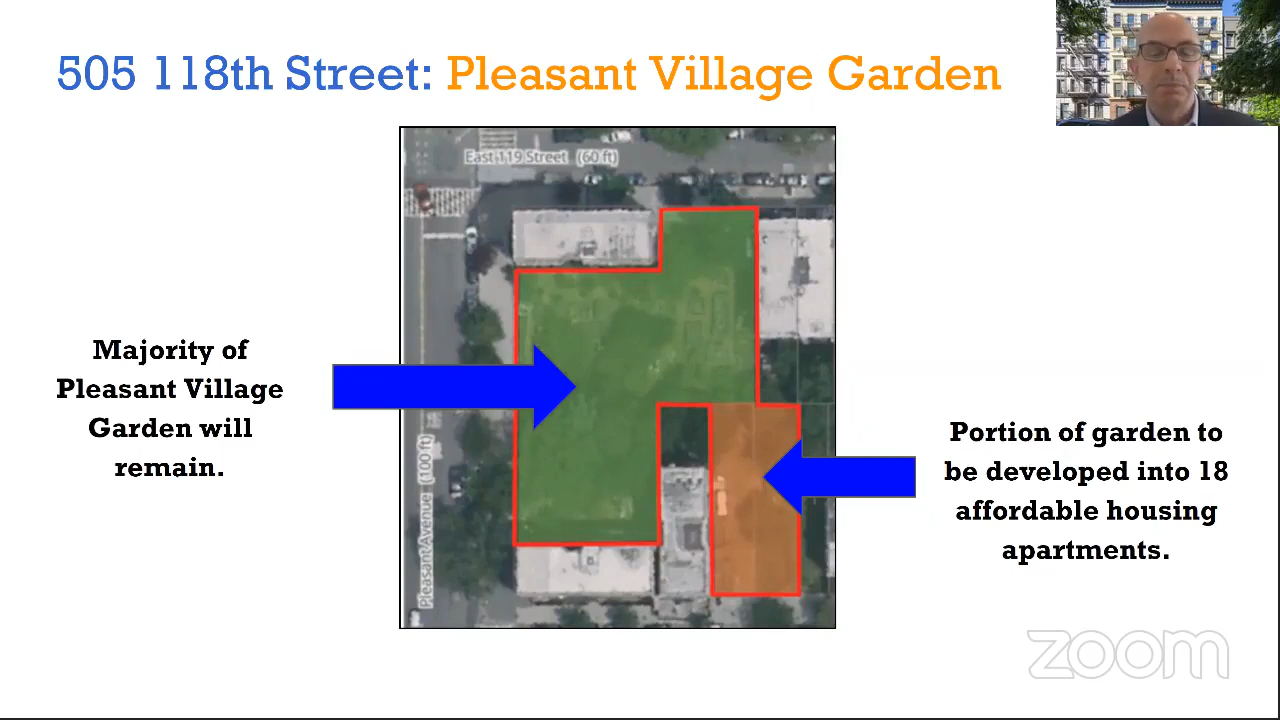 505 118th Street: Pleasant Village Garden
East 119 Street (60 ft)
Majority of
Pleasant Village
Garden will
remain.
Pleasant Avenue (100 ft)
Portion of garden to
be developed into 18
affordable housing
apartments.
zoom